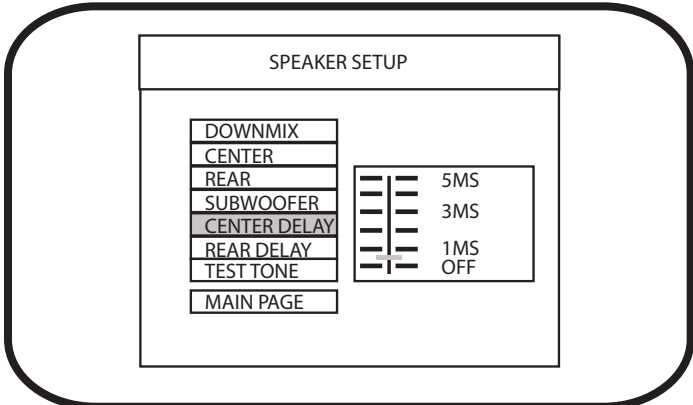 SPEAKER SETUP
DOWNMIX
CENTER
REAR
SUBWOOFER
CENTER DELAY
REAR DELAY
TEST TONE
MAIN PAGE
5MS
3MS
1MS
OFF